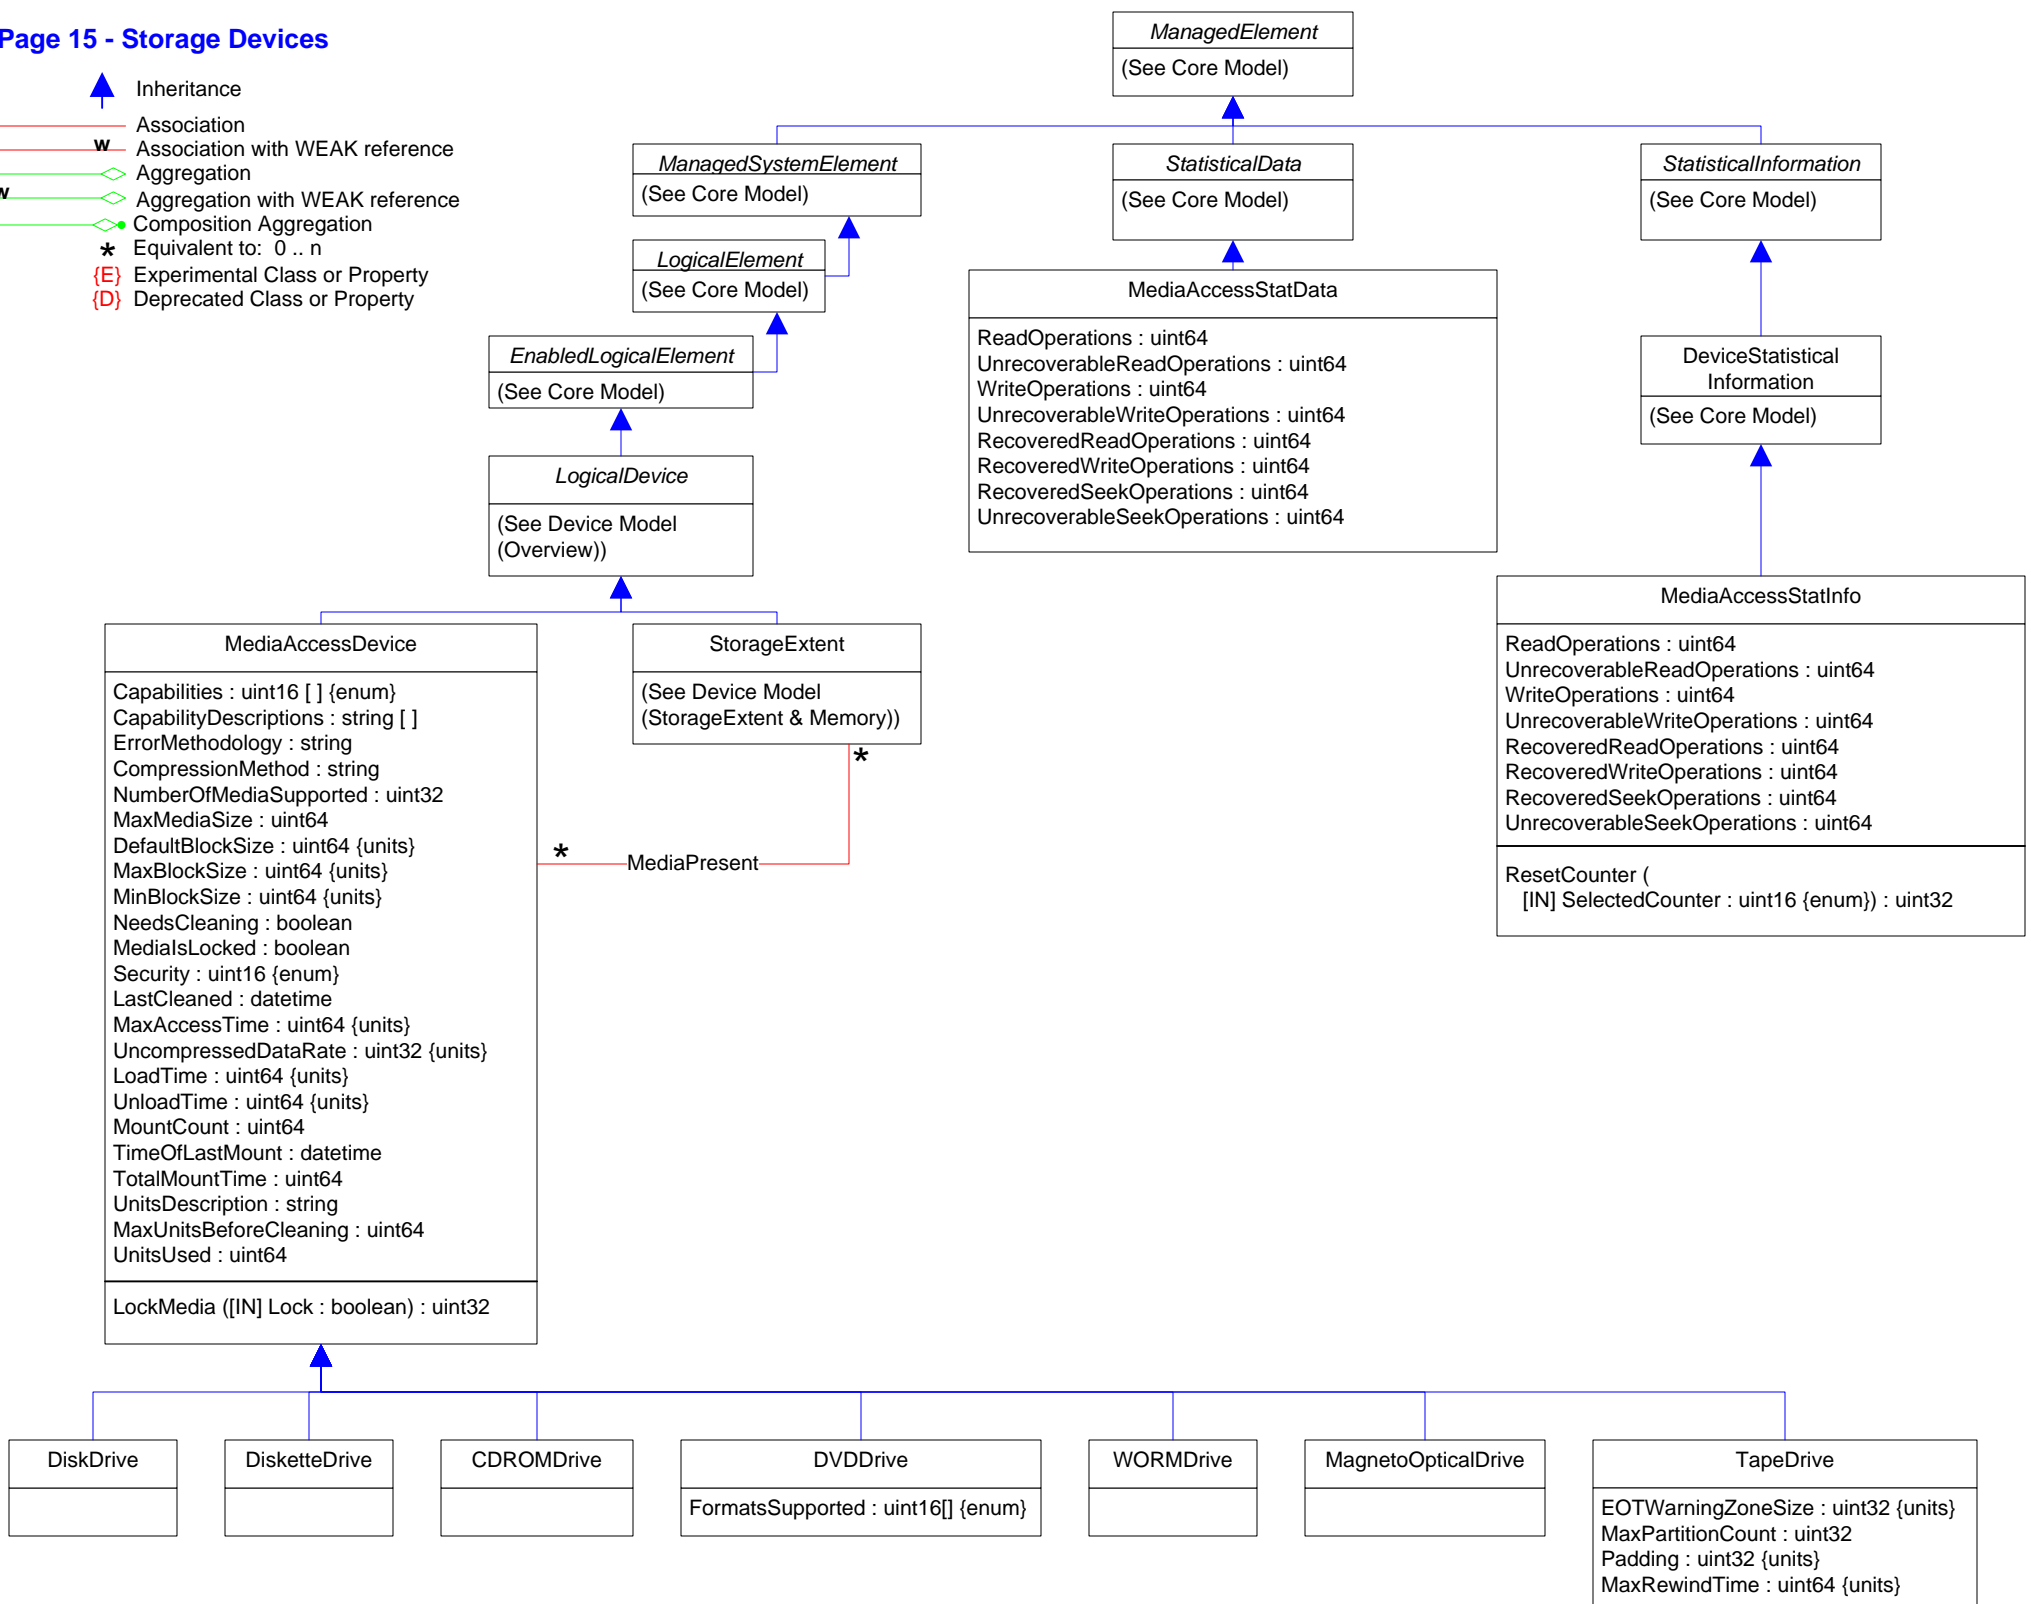 Page 15 - Storage Devices
Inheritance
Association
w Association with WEAK reference
Aggregation
w Aggregation with WEAK reference
Composition Aggregation
* Equivalent to: 0 .. n
{E} Experimental Class or Property
{D} Deprecated Class or Property
ManagedElement
(See Core Model)
ManagedSystemElement
(See Core Model)
StatisticalData
(See Core Model)
StatisticalInformation
(See Core Model)
LogicalElement
(See Core Model)
EnabledLogicalElement
(See Core Model)
LogicalDevice
(See Device Model
(Overview))
MediaAccessStatData
ReadOperations : uint64
UnrecoverableReadOperations : uint64
WriteOperations : uint64
UnrecoverableWriteOperations : uint64
RecoveredReadOperations : uint64
RecoveredWriteOperations : uint64
RecoveredSeekOperations : uint64
UnrecoverableSeekOperations : uint64
DeviceStatistical
Information
(See Core Model)
MediaAccessStatInfo
ReadOperations : uint64
UnrecoverableReadOperations : uint64
WriteOperations : uint64
UnrecoverableWriteOperations : uint64
RecoveredReadOperations : uint64
RecoveredWriteOperations : uint64
RecoveredSeekOperations : uint64
UnrecoverableSeekOperations : uint64
ResetCounter (
[IN] SelectedCounter : uint16 {enum}) : uint32
MediaAccessDevice
Capabilities : uint16 [ ] {enum}
CapabilityDescriptions : string [ ]
ErrorMethodology : string
CompressionMethod : string
NumberOfMediaSupported : uint32
MaxMediaSize : uint64
DefaultBlockSize : uint64 {units}
MaxBlockSize : uint64 {units}
MinBlockSize : uint64 {units}
NeedsCleaning : boolean
MediaIsLocked : boolean
Security : uint16 {enum}
LastCleaned : datetime
MaxAccessTime : uint64 {units}
UncompressedDataRate : uint32 {units}
LoadTime : uint64 {units}
UnloadTime : uint64 {units}
MountCount : uint64
TimeOfLastMount : datetime
TotalMountTime : uint64
UnitsDescription : string
MaxUnitsBeforeCleaning : uint64
UnitsUsed : uint64
LockMedia ([IN] Lock : boolean) : uint32
StorageExtent
(See Device Model
(StorageExtent & Memory))
*
* MediaPresent
DiskDrive
DisketteDrive
CDROMDrive
DVDDrive
FormatsSupported : uint16[] {enum}
WORMDrive
MagnetoOpticalDrive
TapeDrive
EOTWarningZoneSize : uint32 {units}
MaxPartitionCount : uint32
Padding : uint32 {units}
MaxRewindTime : uint64 {units}